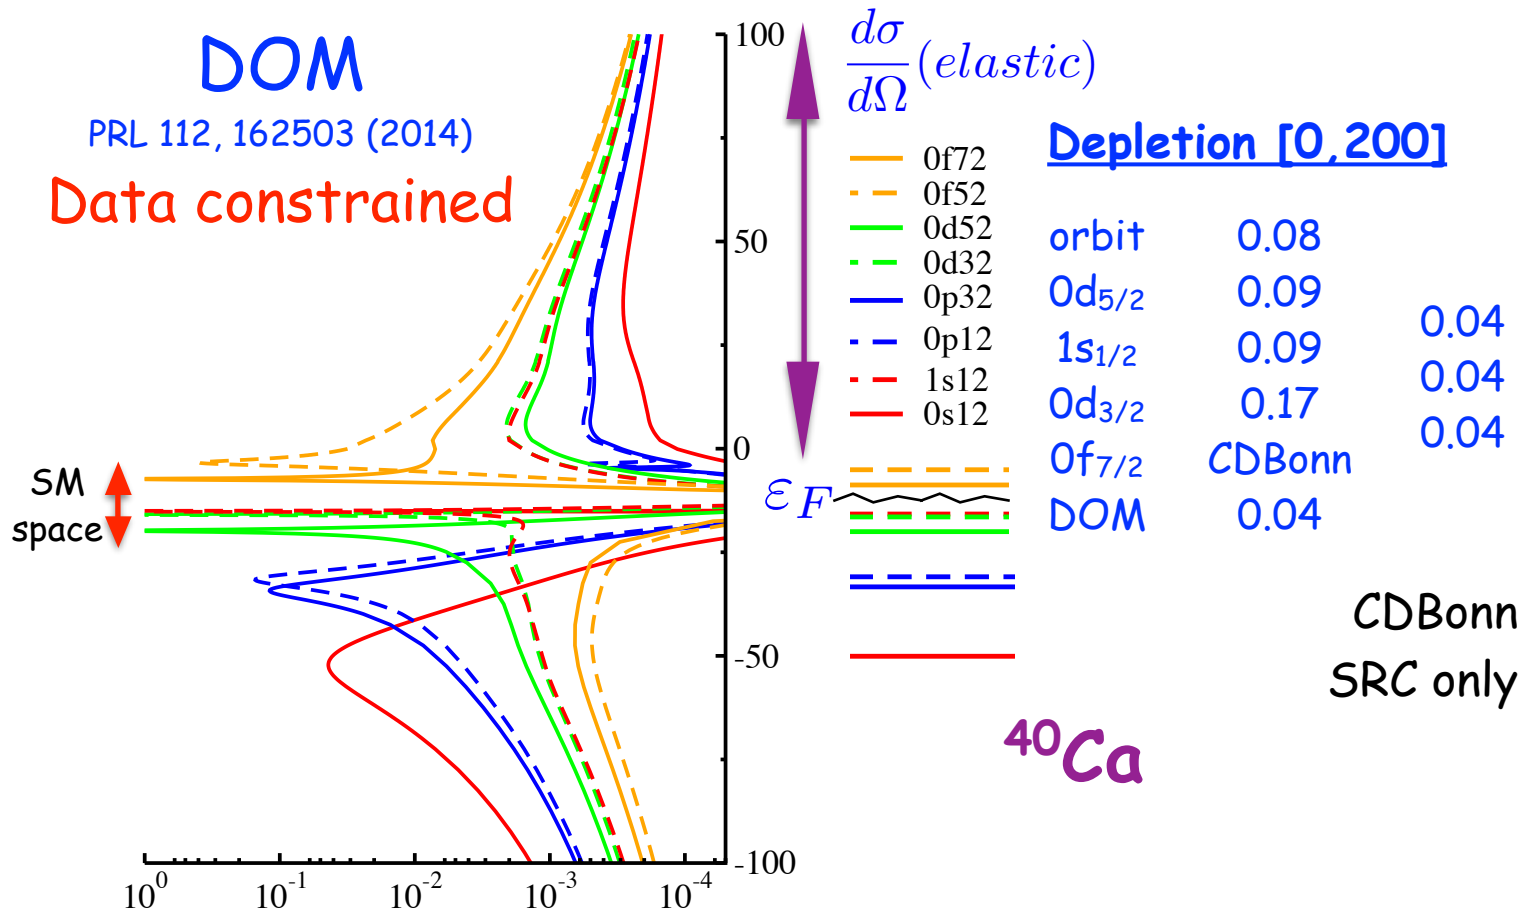 DOM
PRL 112, 162503 (2014)
Data constrained
SM
space
100
50
0
-50
-100
10^0 10^-1 10^-2 10^-3 10^-4
dσ/dΩ (elastic)
0f72
0f52
0d52
0d32
0p32
0p12
1s12
0s12
ε_F
Depletion [0,200]
orbit 0.08
0d5/2 0.09
0.04
1s1/2 0.09
0.04
0d3/2 0.17
0.04
0f7/2 CDBonn
DOM 0.04
CDBonn
SRC only
⁴⁰Ca